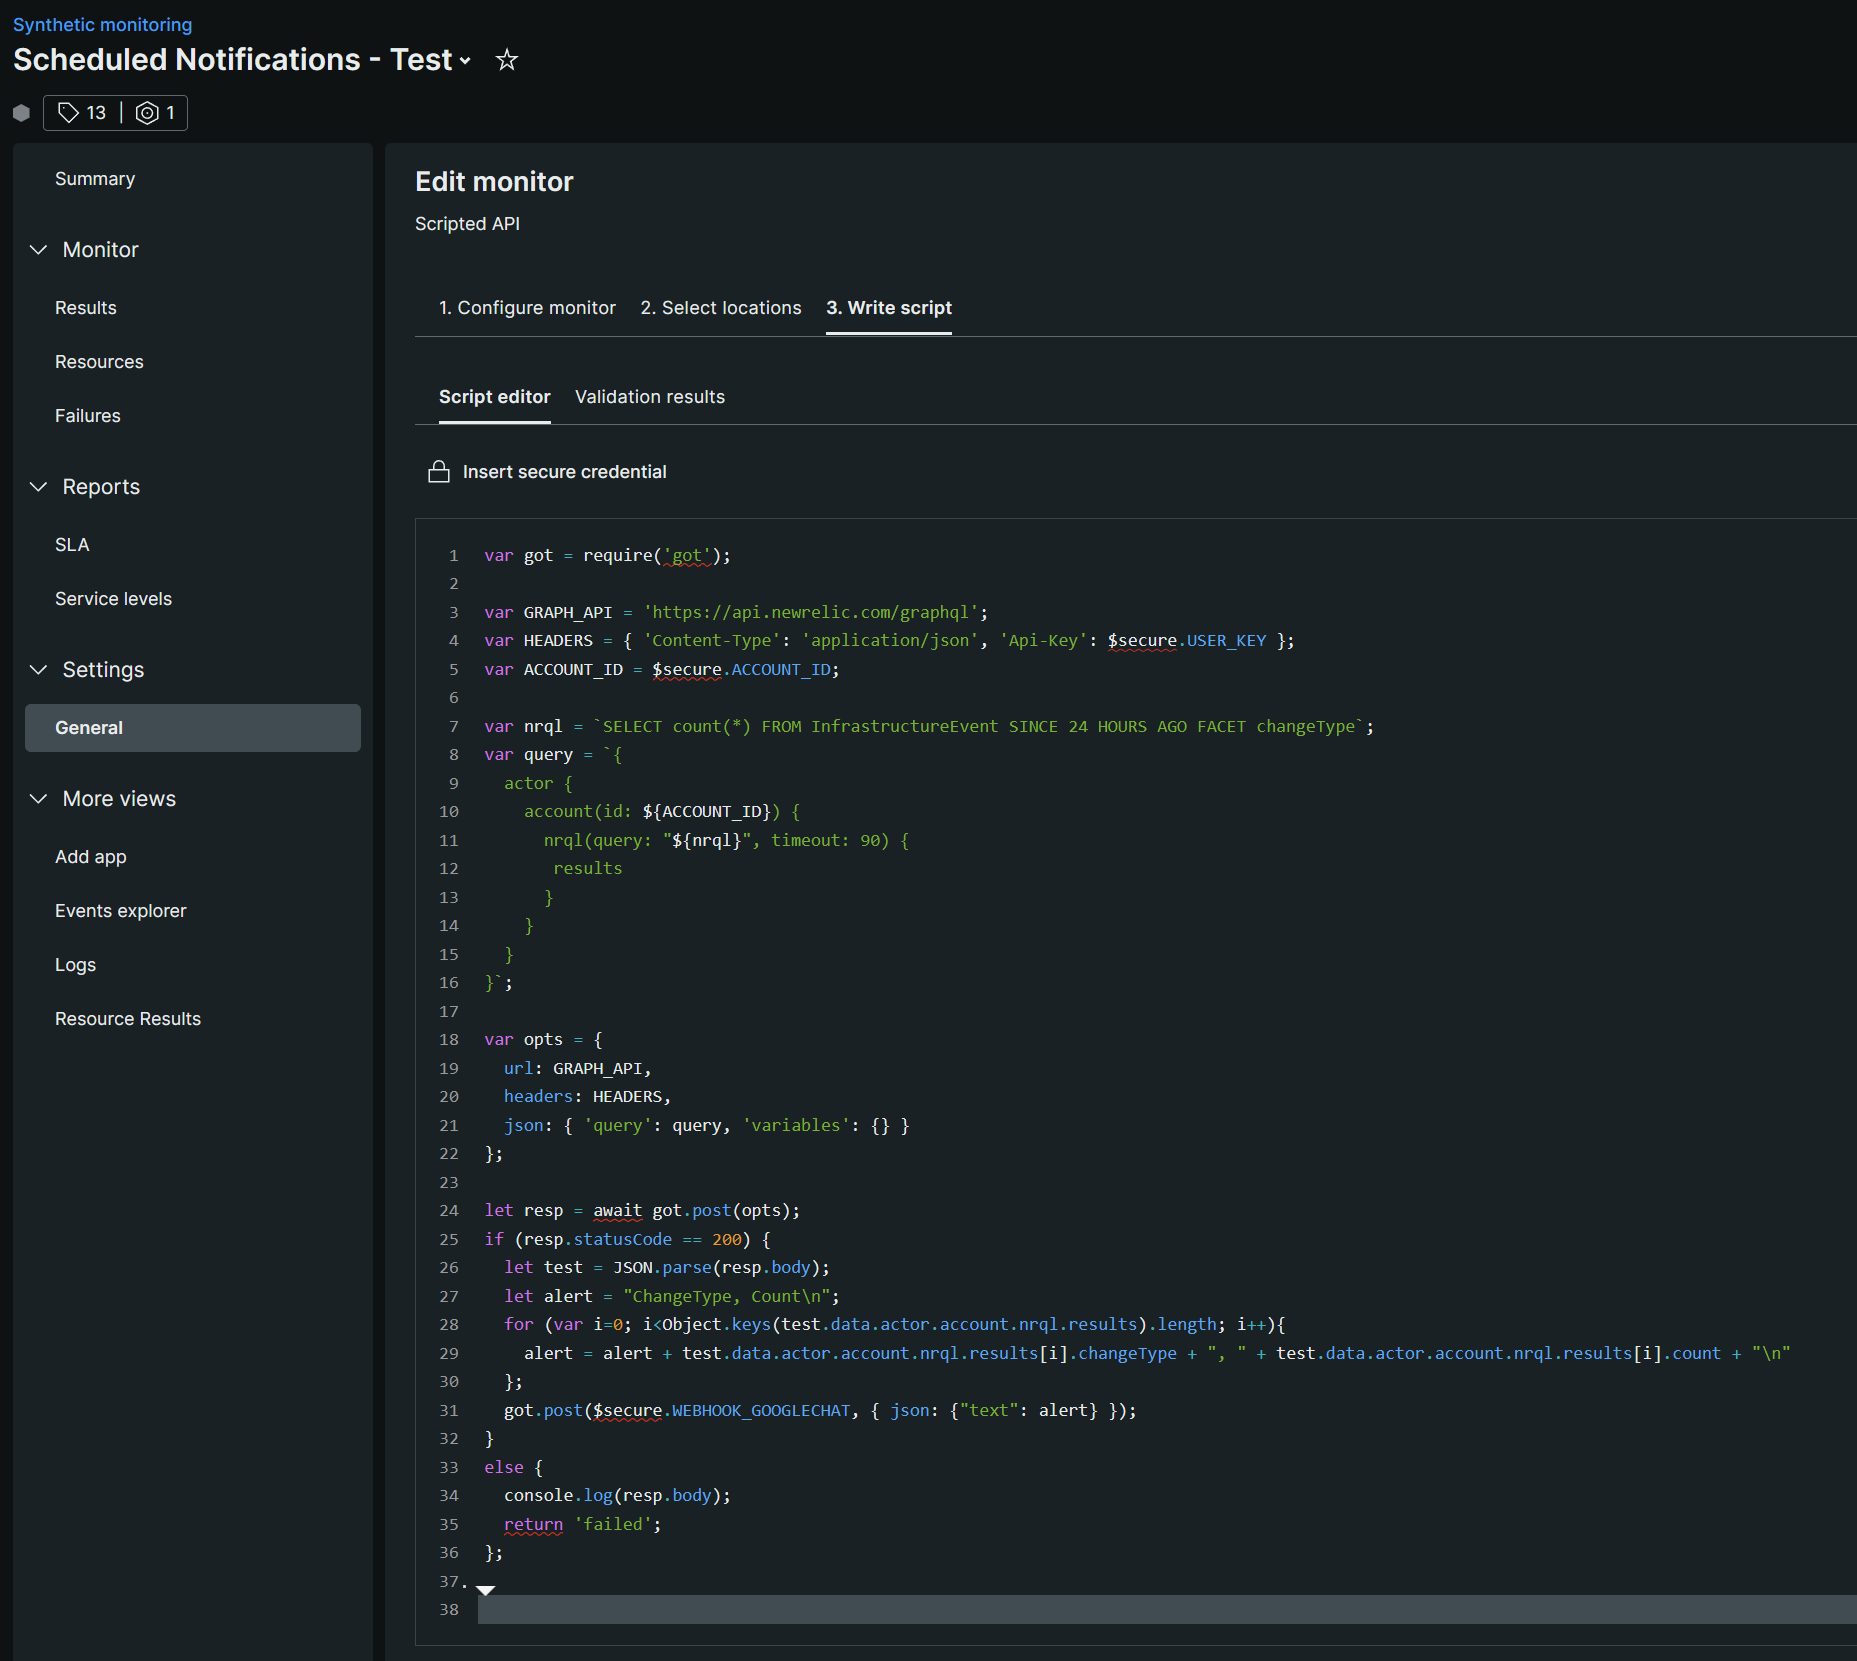 Synthetic monitoring
Scheduled Notifications - Test
13 | 1
Summary
Monitor
Results
Resources
Failures
Reports
SLA
Service levels
Settings
General
More views
Add app
Events explorer
Logs
Resource Results
Edit monitor
Scripted API
1. Configure monitor 2. Select locations 3. Write script
Script editor Validation results
Insert secure credential
1 var got = require('got');
2
3 var GRAPH_API = 'https://api.newrelic.com/graphql';
4 var HEADERS = { 'Content-Type': 'application/json', 'Api-Key': $secure.USER_KEY };
5 var ACCOUNT_ID = $secure.ACCOUNT_ID;
6
7 var nrql = `SELECT count(*) FROM InfrastructureEvent SINCE 24 HOURS AGO FACET changeType`;
8 var query = `{
9 actor {
10 account(id: ${ACCOUNT_ID}) {
11 nrql(query: "${nrql}", timeout: 90) {
12 results
13 }
14 }
15 }
16 }`;
17
18 var opts = {
19 url: GRAPH_API,
20 headers: HEADERS,
21 json: { 'query': query, 'variables': {} }
22 };
23
24 let resp = await got.post(opts);
25 if (resp.statusCode == 200) {
26 let test = JSON.parse(resp.body);
27 let alert = "ChangeType, Count\n";
28 for (var i=0; i<Object.keys(test.data.actor.account.nrql.results).length; i++){
29 alert = alert + test.data.actor.account.nrql.results[i].changeType + ", " + test.data.actor.account.nrql.results[i].count + "\n"
30 };
31 got.post($secure.WEBHOOK_GOOGLECHAT, { json: {"text": alert} });
32 }
33 else {
34 console.log(resp.body);
35 return 'failed';
36 };
37.
38